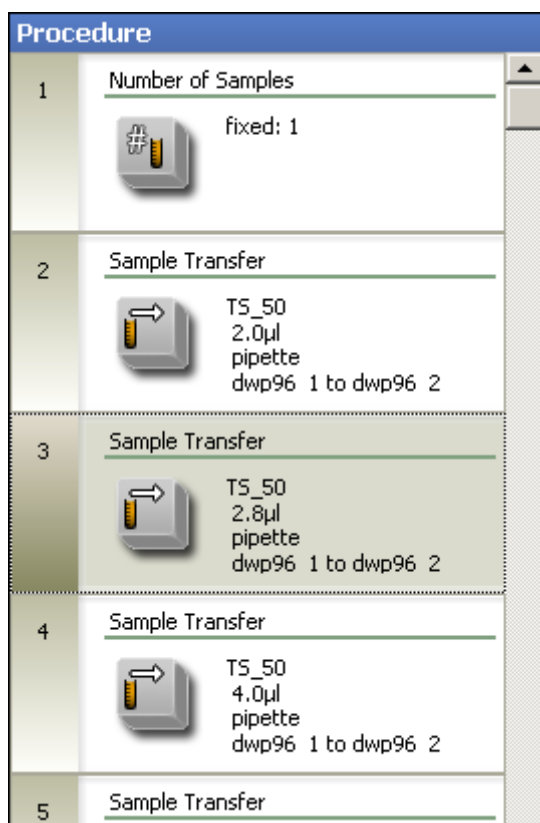 Procedure
1
Number of Samples
#
fixed: 1
2
Sample Transfer
TS_50
2.0µl
pipette
dwp96 1 to dwp96 2
3
Sample Transfer
TS_50
2.8µl
pipette
dwp96 1 to dwp96 2
4
Sample Transfer
TS_50
4.0µl
pipette
dwp96 1 to dwp96 2
5
Sample Transfer